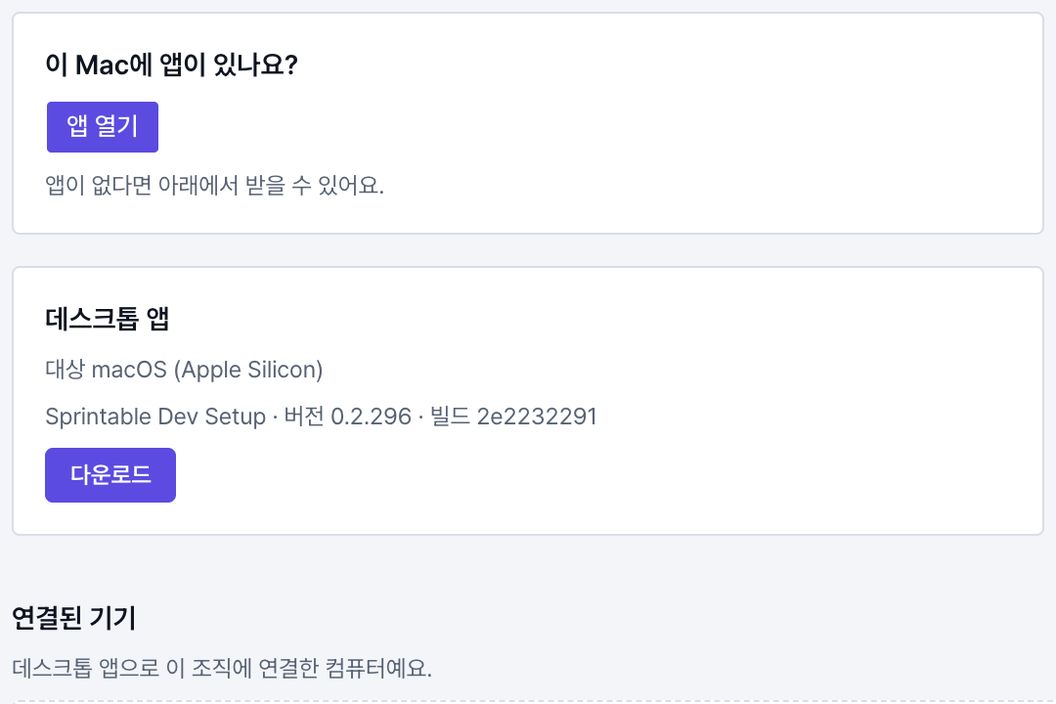 이 Mac에 앱이 있나요?
앱 열기
앱이 없다면 아래에서 받을 수 있어요.
데스크톱 앱
대상 macOS (Apple Silicon)
Sprintable Dev Setup · 버전 0.2.296 · 빌드 2e2232291
다운로드
연결된 기기
데스크톱 앱으로 이 조직에 연결한 컴퓨터예요.